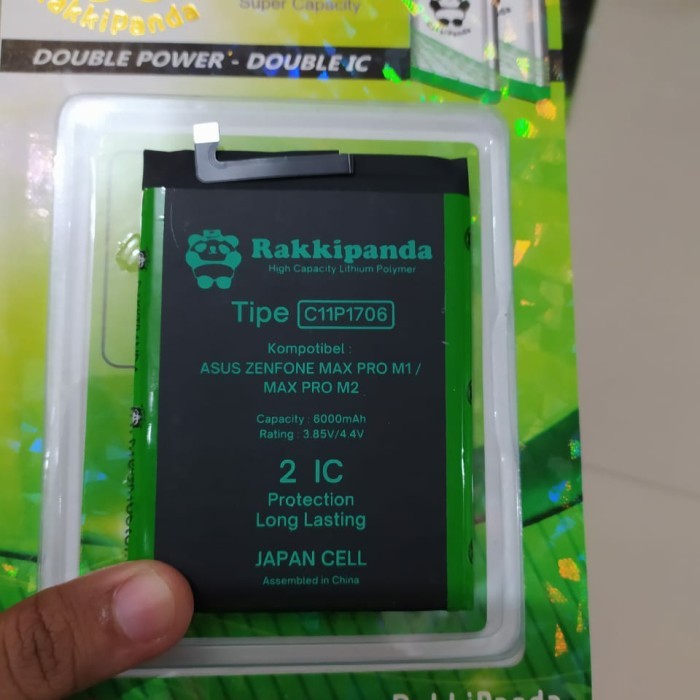 RakkiPanda
Super Capacity
DOUBLE POWER - DOUBLE IC
Rakkipanda
High Capacity Lithium Polymer
Tipe C11P1706
Kompotibel :
ASUS ZENFONE MAX PRO M1 /
MAX PRO M2
Capacity : 6000mAh
Rating : 3.85V/4.4V
2 IC
Protection
Long Lasting
JAPAN CELL
Assembled in China
RakkiPanda